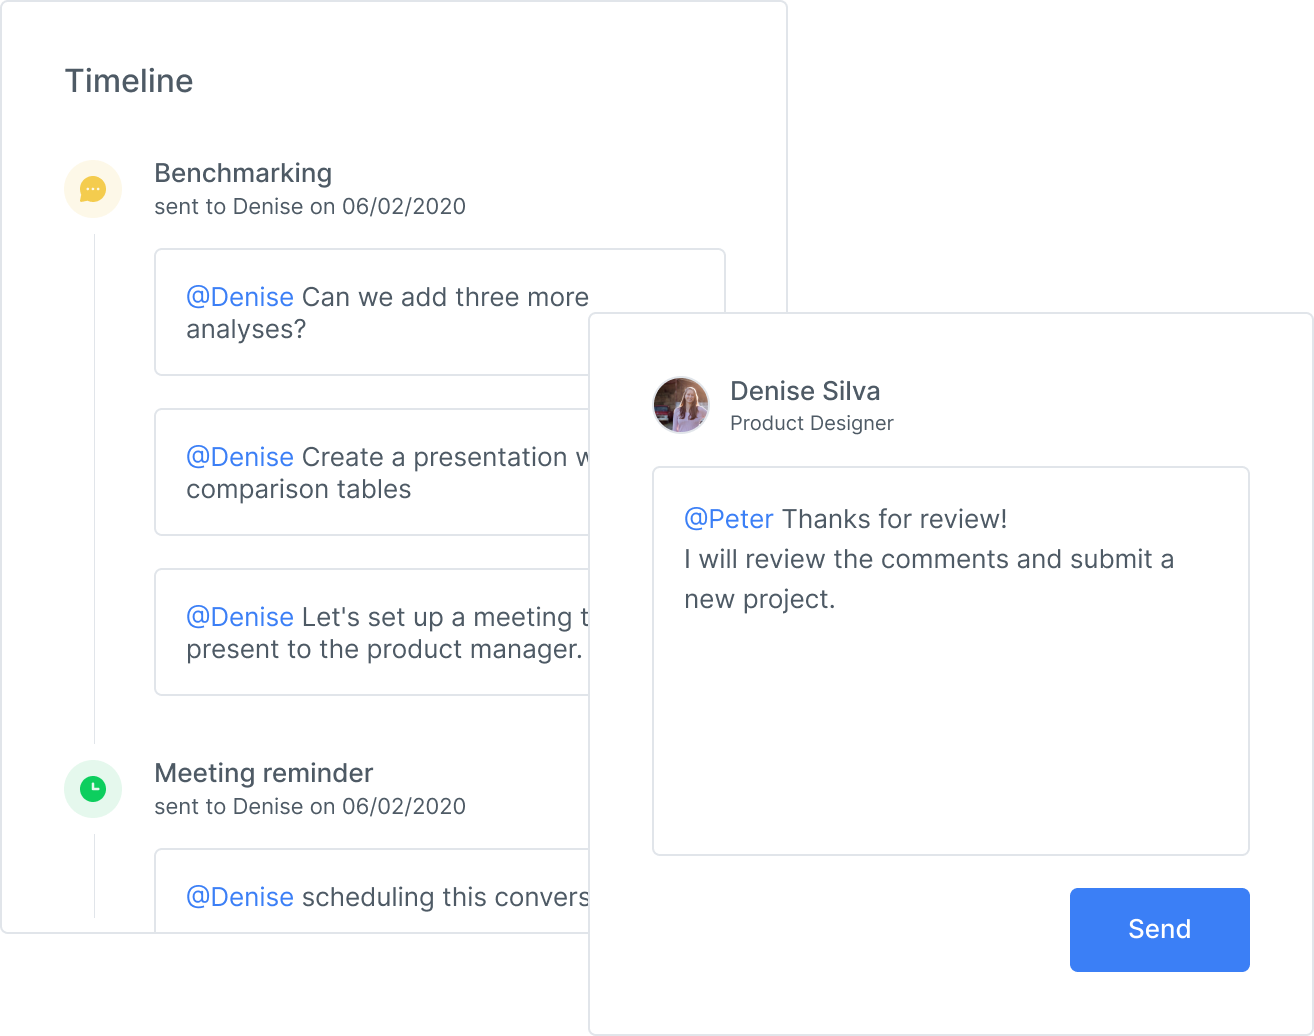 Timeline
Benchmarking
sent to Denise on 06/02/2020
@Denise Can we add three more
analyses?
@Denise Create a presentation
comparison tables
@Denise Let's set up a meeting
present to the product manager.
Meeting reminder
sent to Denise on 06/02/2020
@Denise scheduling this
Denise Silva
Product Designer
@Peter Thanks for review!
I will review the comments and submit a
new project.
Send